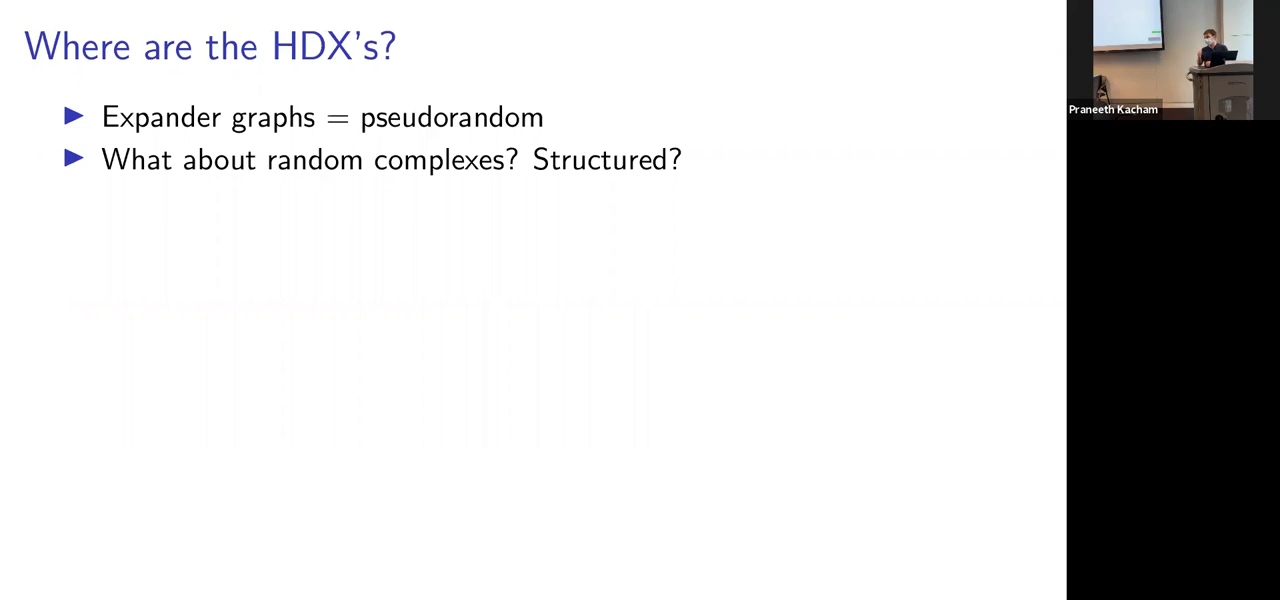 Where are the HDX's?
▶ Expander graphs = pseudorandom
▶ What about random complexes? Structured?
Praneeth Kacham